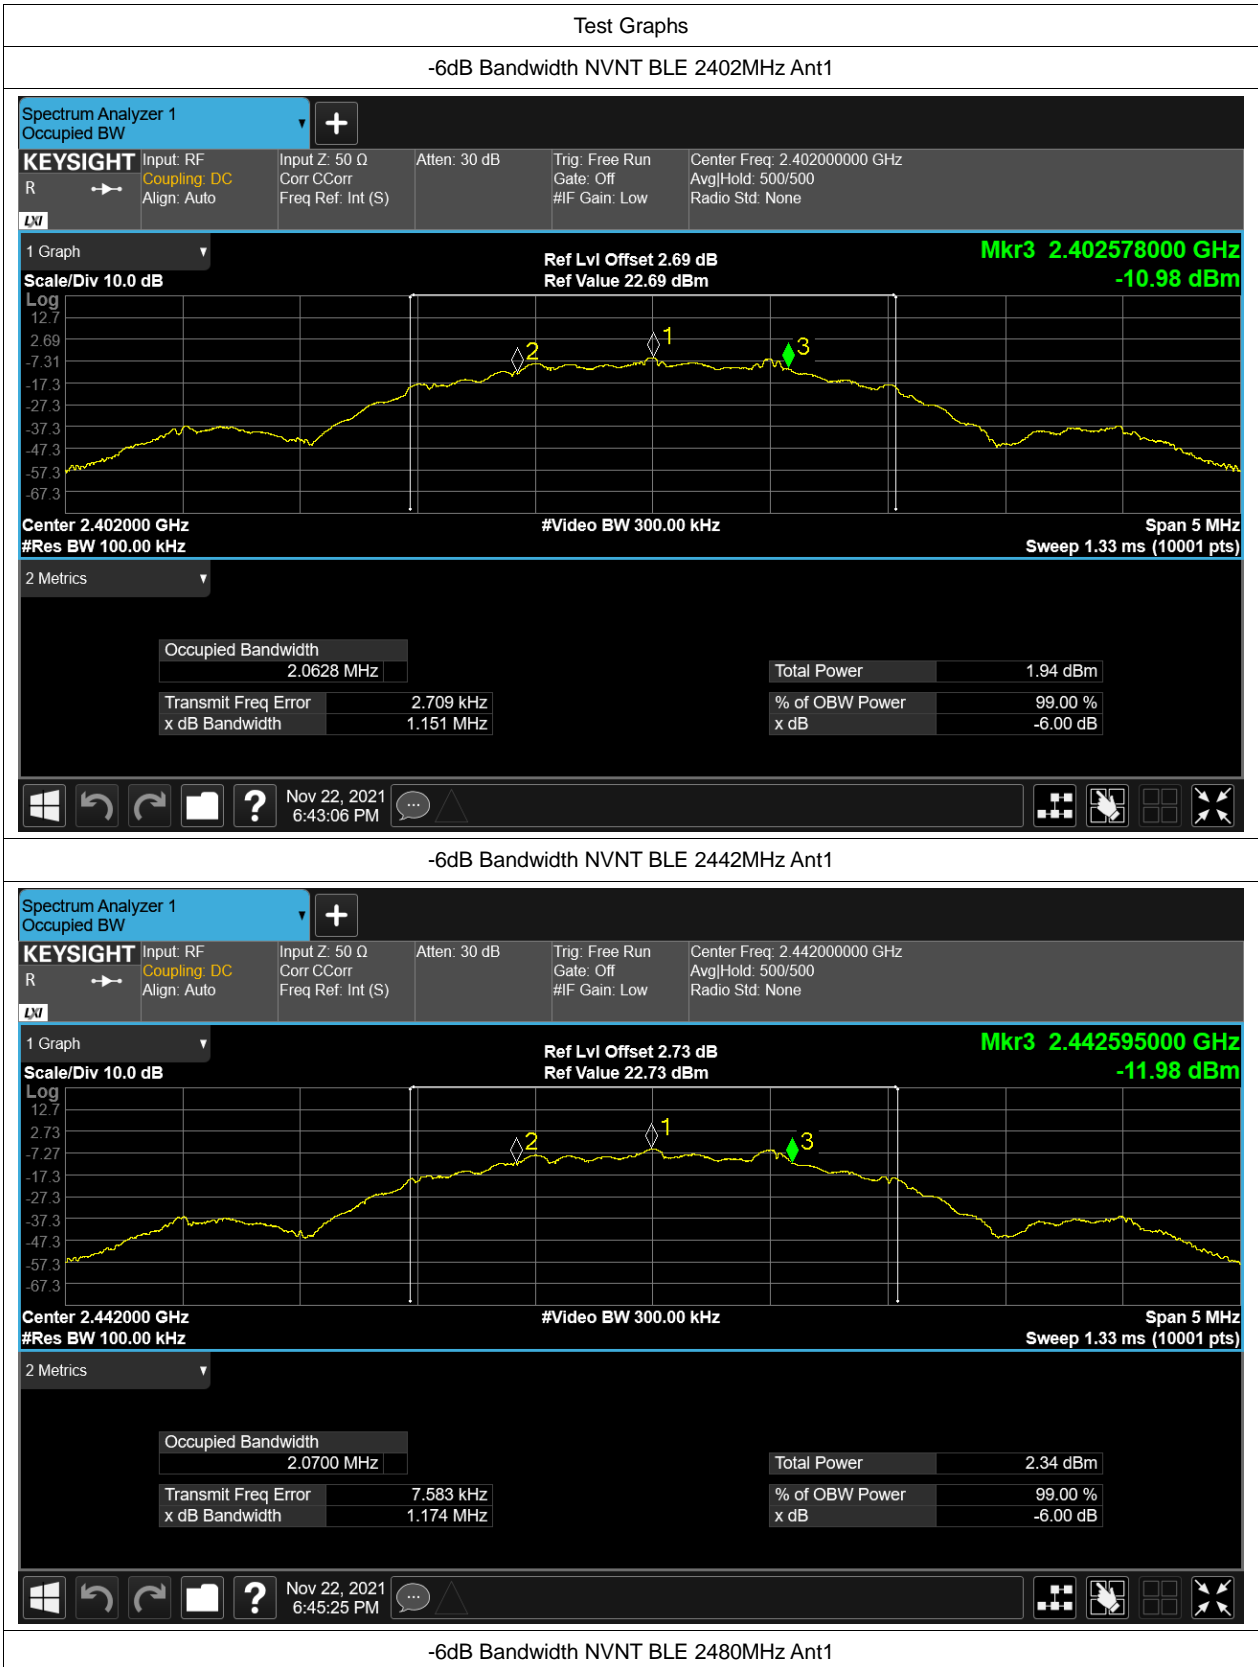 Test Graphs
-6dB Bandwidth NVNT BLE 2402MHz Ant1
Spectrum Analyzer 1
Occupied BW
KEYSIGHT Input: RF Input Z: 50 Ω Atten: 30 dB Trig: Free Run Center Freq: 2.402000000 GHz
R Coupling: DC Corr CCorr Gate: Off Avg|Hold: 500/500
Align: Auto Freq Ref: Int (S) #IF Gain: Low Radio Std: None
LXI
1 Graph Ref Lvl Offset 2.69 dB Mkr3 2.402578000 GHz
Scale/Div 10.0 dB Ref Value 22.69 dBm -10.98 dBm
Log
12.7
2.69
-7.31
-17.3
-27.3
-37.3
-47.3
-57.3
-67.3
2 1 3
Center 2.402000 GHz #Video BW 300.00 kHz Span 5 MHz
#Res BW 100.00 kHz Sweep 1.33 ms (10001 pts)
2 Metrics
Occupied Bandwidth
2.0628 MHz Total Power 1.94 dBm
Transmit Freq Error 2.709 kHz % of OBW Power 99.00 %
x dB Bandwidth 1.151 MHz x dB -6.00 dB
? Nov 22, 2021
6:43:06 PM
-6dB Bandwidth NVNT BLE 2442MHz Ant1
Spectrum Analyzer 1
Occupied BW
KEYSIGHT Input: RF Input Z: 50 Ω Atten: 30 dB Trig: Free Run Center Freq: 2.442000000 GHz
R Coupling: DC Corr CCorr Gate: Off Avg|Hold: 500/500
Align: Auto Freq Ref: Int (S) #IF Gain: Low Radio Std: None
LXI
1 Graph Ref Lvl Offset 2.73 dB Mkr3 2.442595000 GHz
Scale/Div 10.0 dB Ref Value 22.73 dBm -11.98 dBm
Log
12.7
2.73
-7.27
-17.3
-27.3
-37.3
-47.3
-57.3
-67.3
2 1 3
Center 2.442000 GHz #Video BW 300.00 kHz Span 5 MHz
#Res BW 100.00 kHz Sweep 1.33 ms (10001 pts)
2 Metrics
Occupied Bandwidth
2.0700 MHz Total Power 2.34 dBm
Transmit Freq Error 7.583 kHz % of OBW Power 99.00 %
x dB Bandwidth 1.174 MHz x dB -6.00 dB
? Nov 22, 2021
6:45:25 PM
-6dB Bandwidth NVNT BLE 2480MHz Ant1